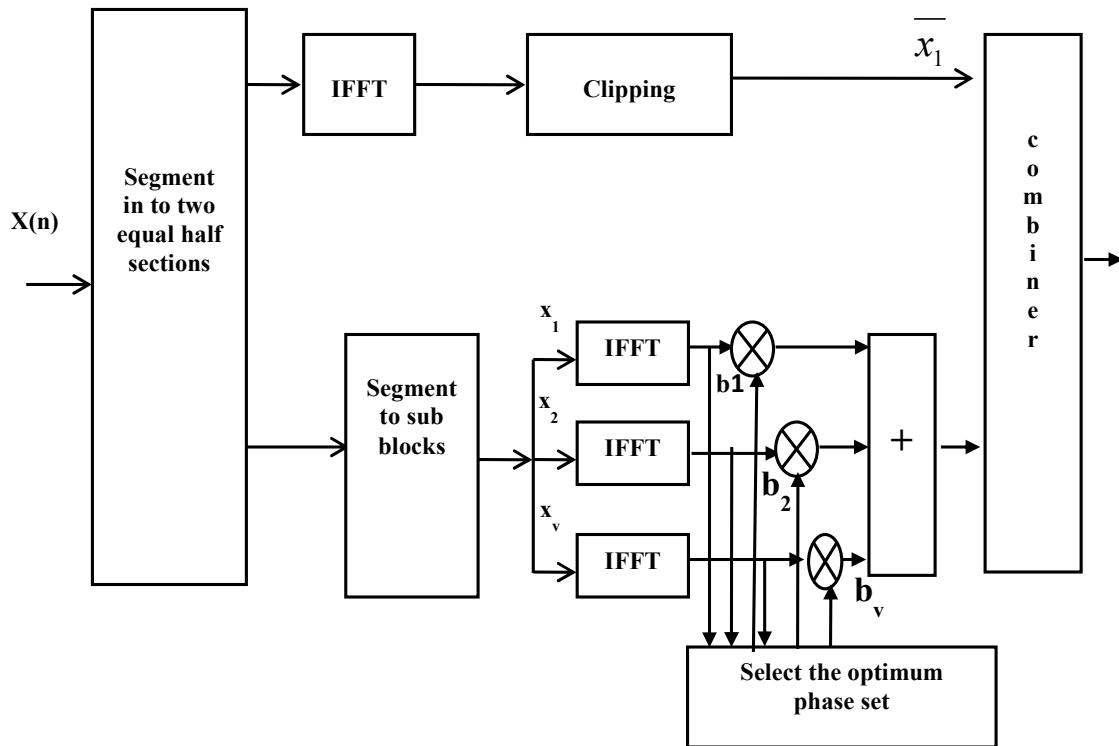 X(n)
Segment
in to two
equal half
sections
IFFT
Clipping
x₁
c
o
m
b
i
n
e
r
Segment
to sub
blocks
x₁
IFFT
b1
x₂
IFFT
b₂
xᵥ
IFFT
bᵥ
+
Select the optimum
phase set